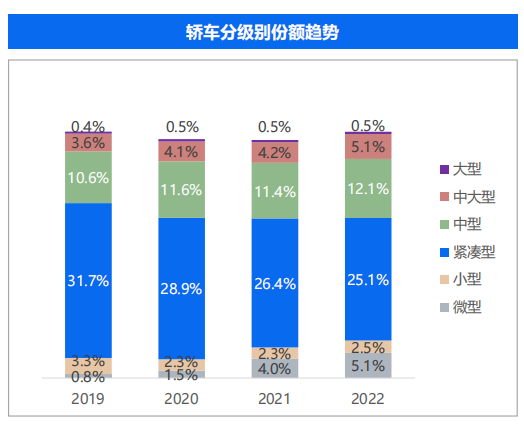 轿车分级别份额趋势
0.4% 0.5% 0.5% 0.5%
3.6% 4.1% 4.2% 5.1%
10.6% 11.6% 11.4% 12.1%
31.7% 28.9% 26.4% 25.1%
3.3% 2.3% 2.3% 2.5%
0.8% 1.5% 4.0% 5.1%
2019 2020 2021 2022
大型
中大型
中型
紧凑型
小型
微型